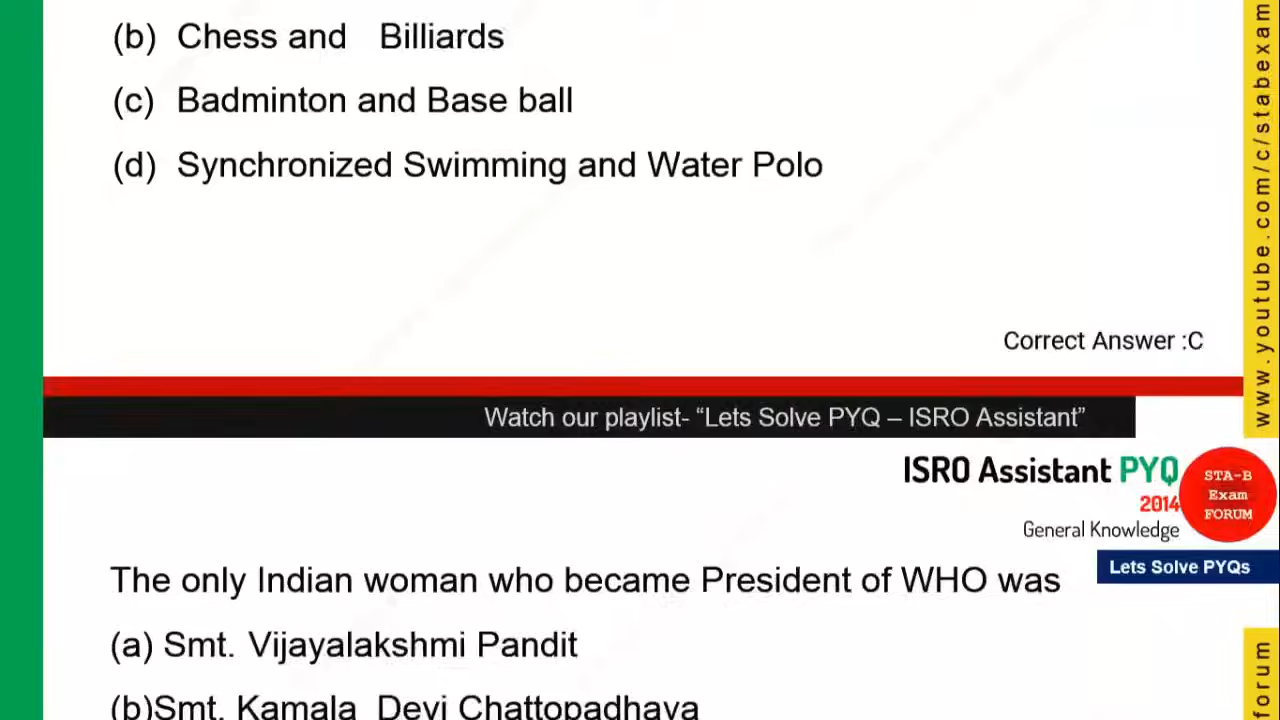 (b) Chess and Billiards
(c) Badminton and Base ball
(d) Synchronized Swimming and Water Polo
Correct Answer :C
www.youtube.com/c/stabexam
Watch our playlist- “Lets Solve PYQ – ISRO Assistant”
ISRO Assistant PYQ
2014
General Knowledge
STA-B
Exam
FORUM
Lets Solve PYQs
The only Indian woman who became President of WHO was
(a) Smt. Vijayalakshmi Pandit
(b)Smt. Kamala Devi Chattopadhaya
forum